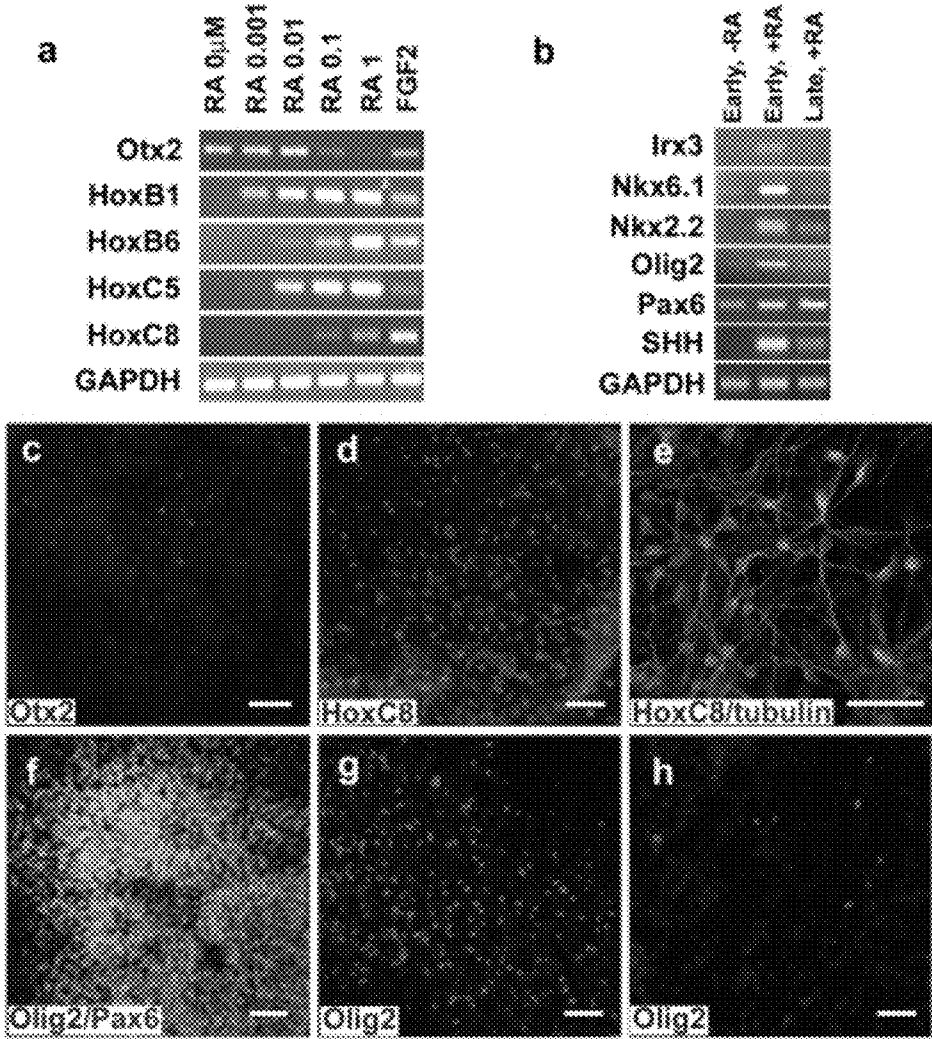 a
RA 0µM
RA 0.001
RA 0.01
RA 0.1
RA 1
FGF2
Otx2
HoxB1
HoxB6
HoxC5
HoxC8
GAPDH
b
Early, -RA
Early, +RA
Late, +RA
Irx3
Nkx6.1
Nkx2.2
Olig2
Pax6
SHH
GAPDH
c
Otx2
d
HoxC8
e
HoxC8/tubulin
f
Olig2/Pax6
g
Olig2
h
Olig2